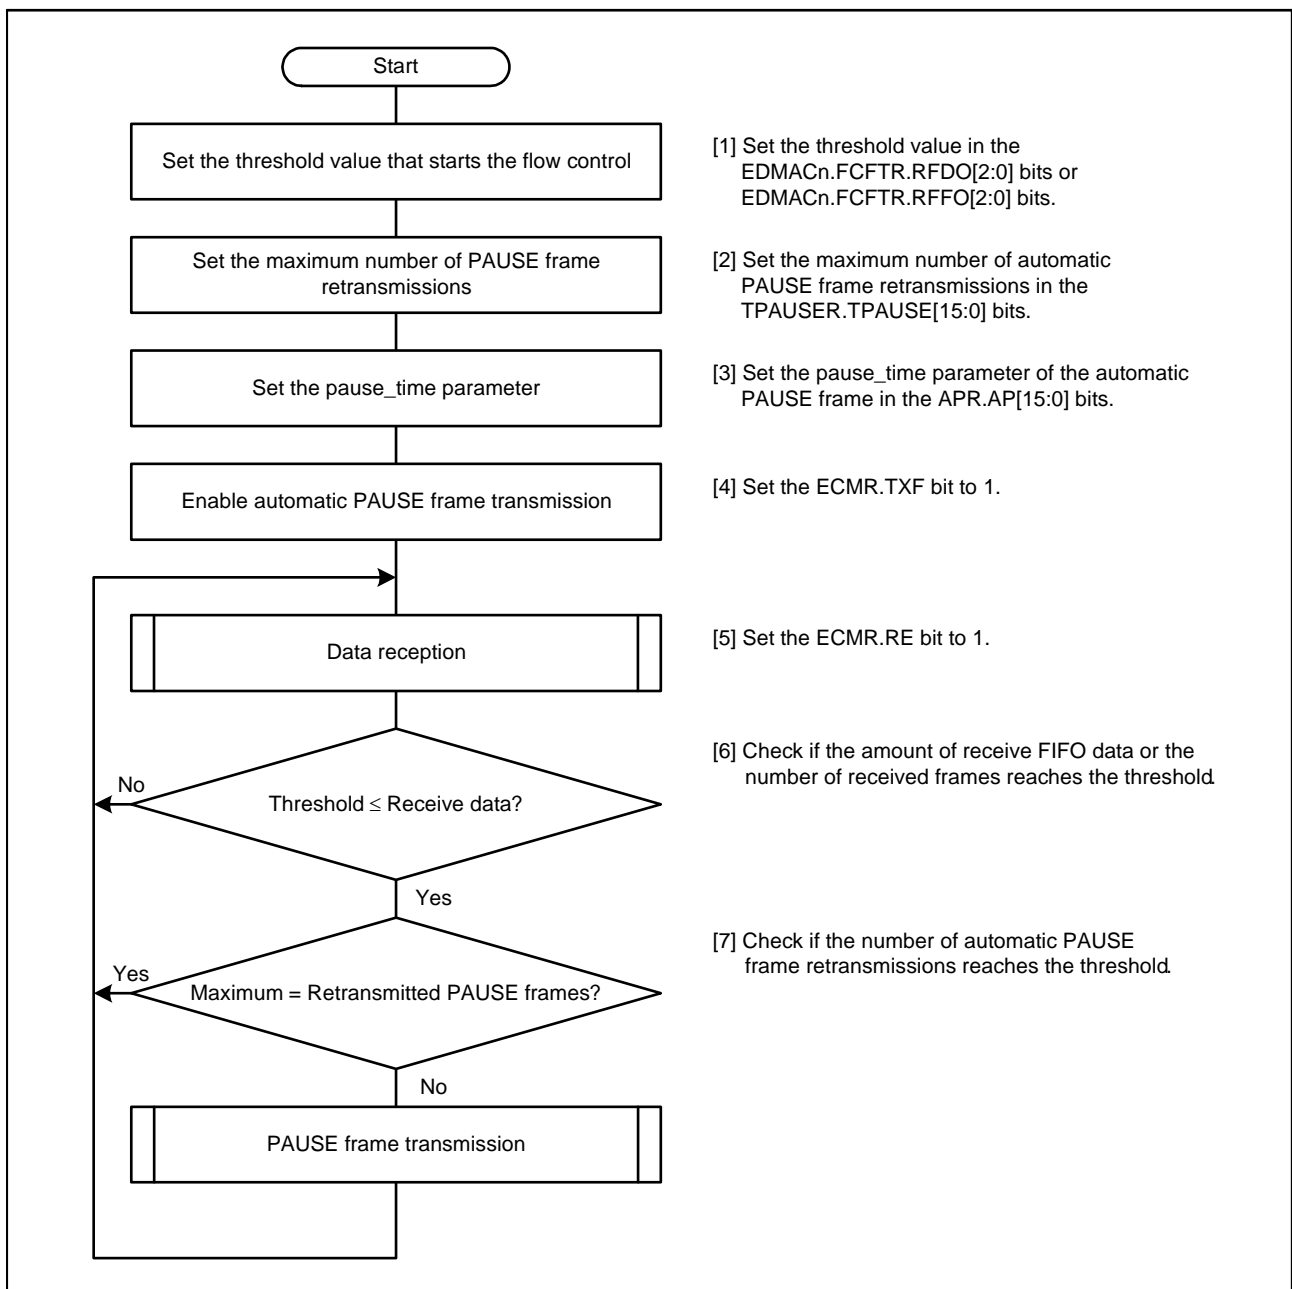 Start
Set the threshold value that starts the flow control
[1] Set the threshold value in the
EDMACn.FCFTR.RFDO[2:0] bits or
EDMACn.FCFTR.RFFO[2:0] bits.
Set the maximum number of PAUSE frame
retransmissions
[2] Set the maximum number of automatic
PAUSE frame retransmissions in the
TPAUSER.TPAUSE[15:0] bits.
Set the pause_time parameter
[3] Set the pause_time parameter of the automatic
PAUSE frame in the APR.AP[15:0] bits.
Enable automatic PAUSE frame transmission
[4] Set the ECMR.TXF bit to 1.
Data reception
[5] Set the ECMR.RE bit to 1.
Threshold ≤ Receive data?
No
Yes
[6] Check if the amount of receive FIFO data or the
number of received frames reaches the threshold.
Maximum = Retransmitted PAUSE frames?
Yes
No
[7] Check if the number of automatic PAUSE
frame retransmissions reaches the threshold.
PAUSE frame transmission